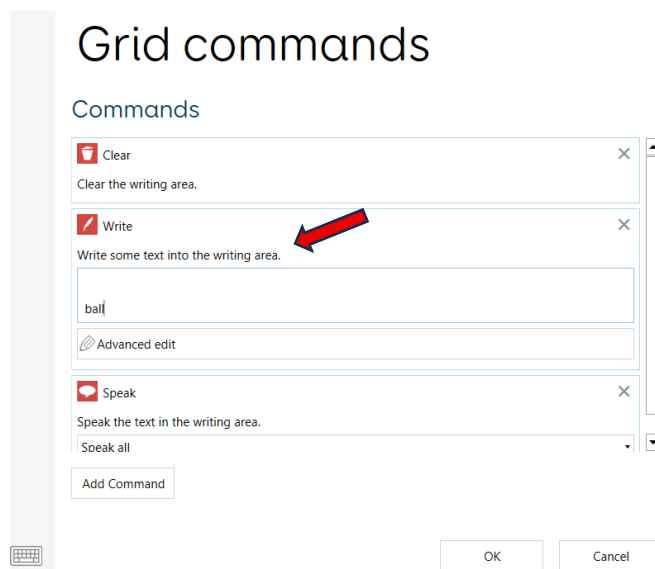 Grid commands
Commands
Clear
Clear the writing area.
Write
Write some text into the writing area.
ball
Advanced edit
Speak
Speak the text in the writing area.
Speak all
Add Command
OK Cancel